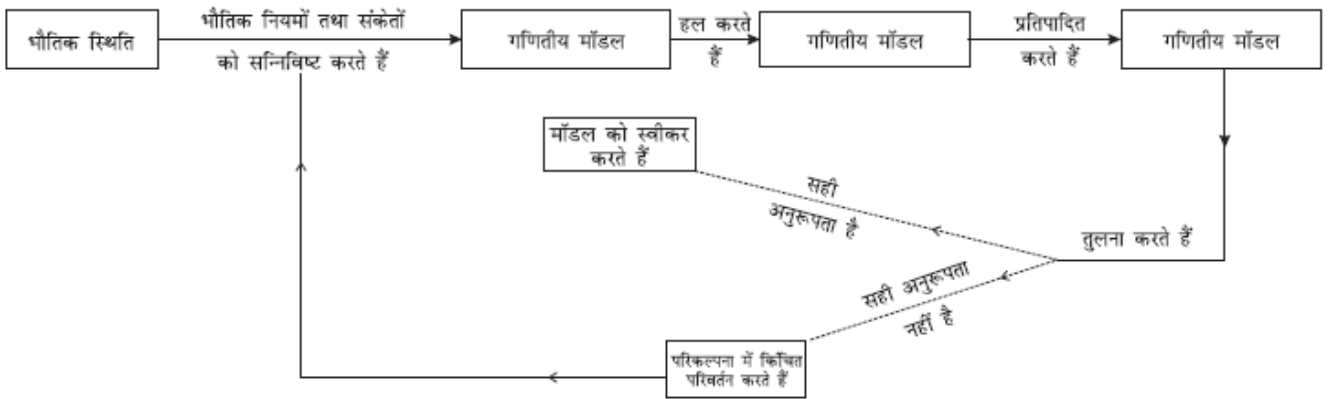 भौतिक स्थिति
भौतिक नियमों तथा संकेतों
को सन्निविष्ट करते हैं
गणितीय मॉडल
हल करते
हैं
गणितीय मॉडल
प्रतिपादित
करते हैं
गणितीय मॉडल
मॉडल को स्वीकर
करते हैं
सही
अनुरूपता है
तुलना करते हैं
सही अनुरूपता
नहीं है
परिकल्पना में किंचित
परिवर्तन करते हैं